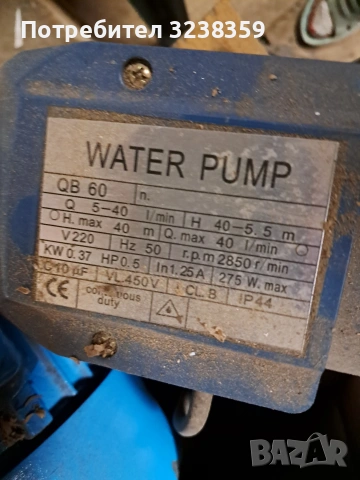 Потребител 3238359
WATER PUMP
QB 60 n.
Q 5-40 l/min H 40-5.5 m
H. max 40 m Q. max 40 l/min
V220 Hz 50 r.p.m 2850 r/min
KW 0.37 HP 0.5 In 1.25A 275 W.max
C 10 µF VL 450V CL B IP44
CE continuous
duty
BAZAR